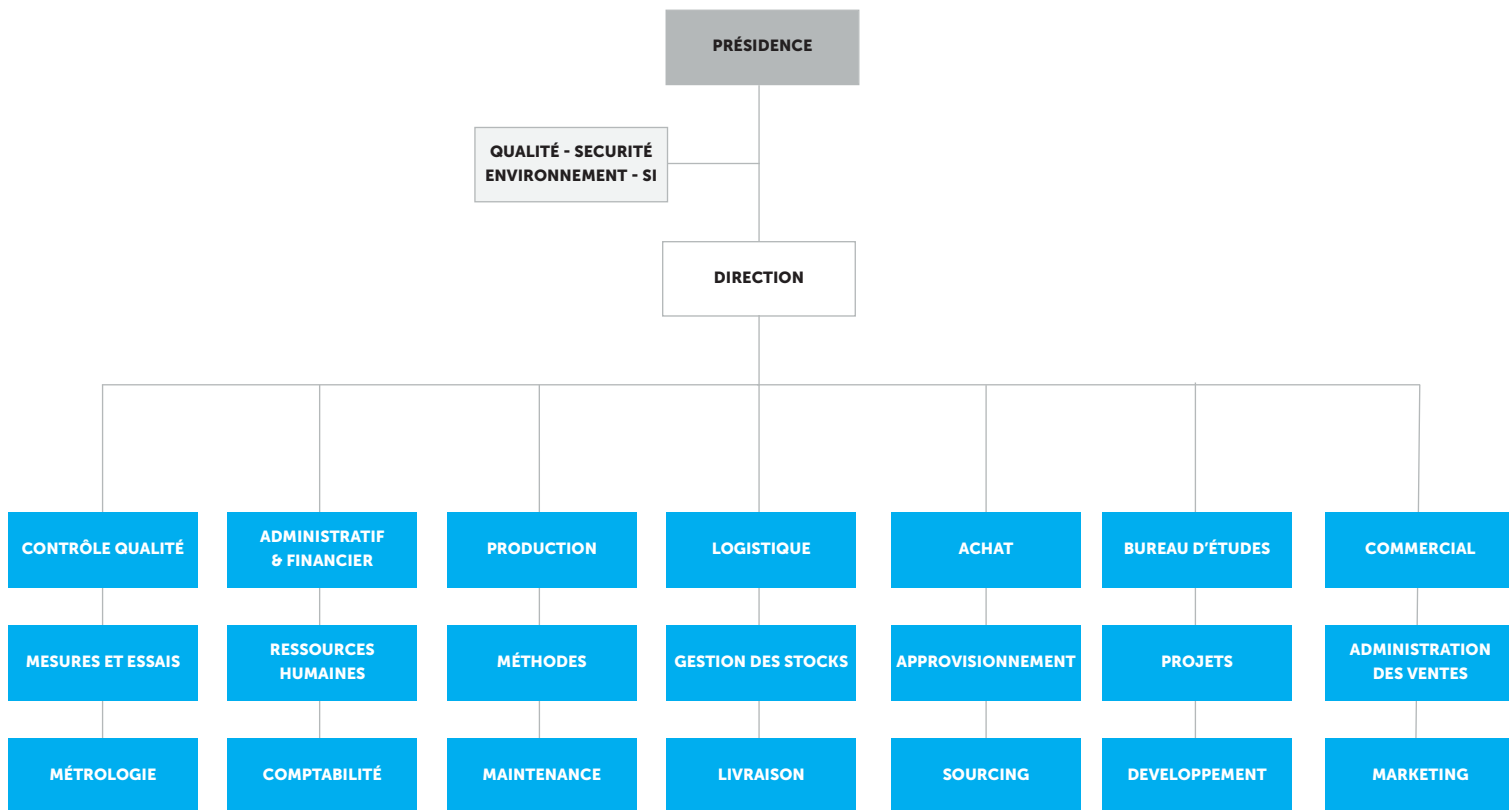 PRÉSIDENCE
QUALITÉ - SECURITÉ
ENVIRONNEMENT - SI
DIRECTION
CONTRÔLE QUALITÉ
ADMINISTRATIF
& FINANCIER
PRODUCTION
LOGISTIQUE
ACHAT
BUREAU D'ÉTUDES
COMMERCIAL
MESURES ET ESSAIS
RESSOURCES
HUMAINES
MÉTHODES
GESTION DES STOCKS
APPROVISIONNEMENT
PROJETS
ADMINISTRATION
DES VENTES
MÉTROLOGIE
COMPTABILITÉ
MAINTENANCE
LIVRAISON
SOURCING
DEVELOPPEMENT
MARKETING